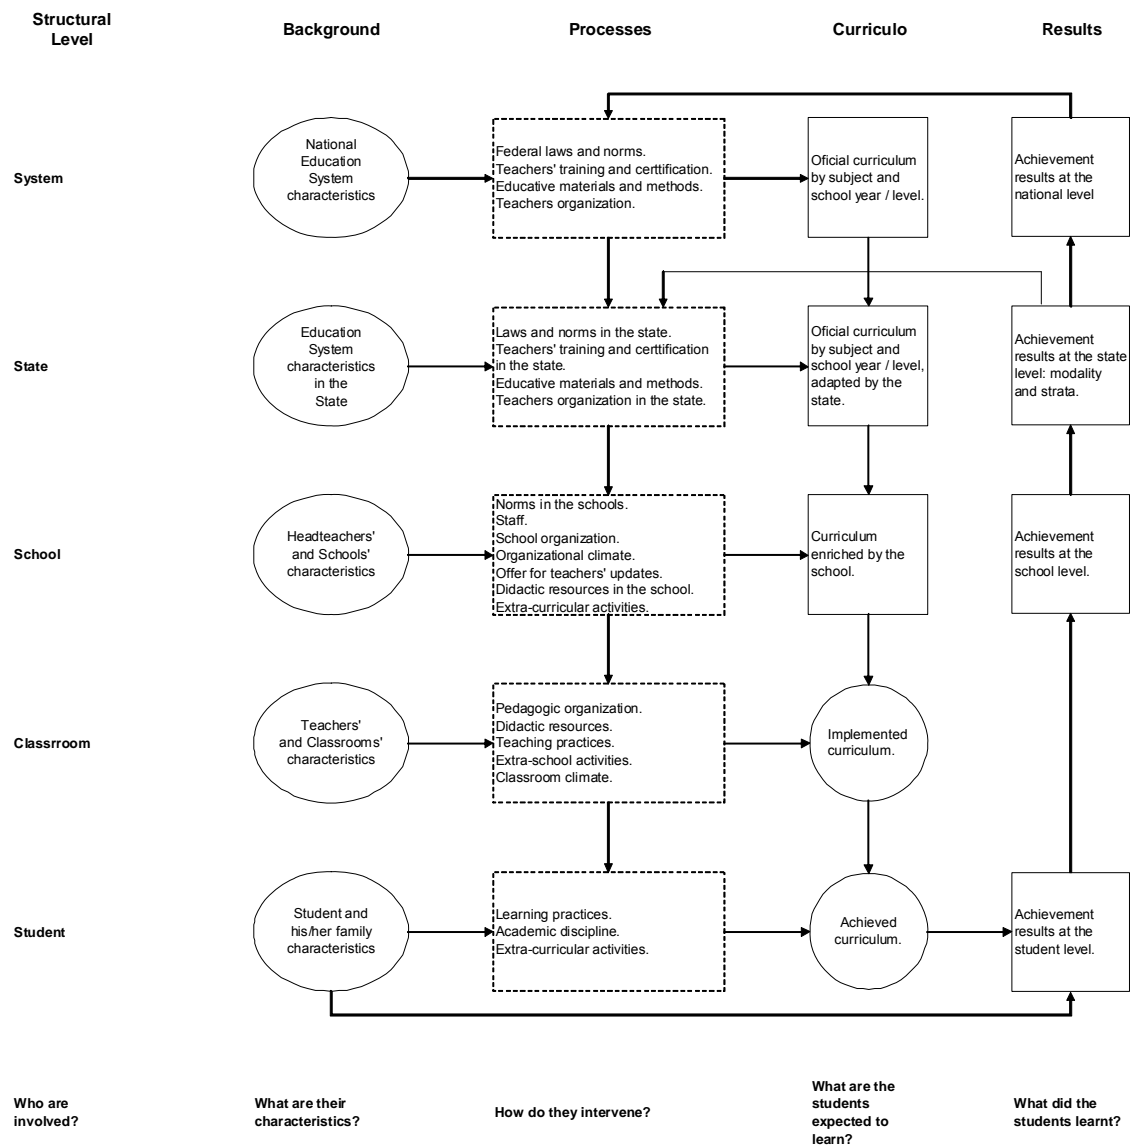 Structural
Level
Background
Processes
Curriculo
Results
System
National
Education
System
characteristics
Federal laws and norms.
Teachers' training and certtification.
Educative materials and methods.
Teachers organization.
Oficial curriculum
by subject and
school year / level.
Achievement
results at the
national level
State
Education
System
characteristics
in the
State
Laws and norms in the state.
Teachers' training and certtification
in the state.
Educative materials and methods.
Teachers organization in the state.
Oficial curriculum
by subject and
school year / level,
adapted by the
state.
Achievement
results at the state
level: modality
and strata.
School
Headteachers'
and Schools'
characteristics
Norms in the schools.
Staff.
School organization.
Organizational climate.
Offer for teachers' updates.
Didactic resources in the school.
Extra-curricular activities.
Curriculum
enriched by the
school.
Achievement
results at the
school level.
Classrroom
Teachers'
and Classrooms'
characteristics
Pedagogic organization.
Didactic resources.
Teaching practices.
Extra-school activities.
Classroom climate.
Implemented
curriculum.
Student
Student and
his/her family
characteristics
Learning practices.
Academic discipline.
Extra-curricular activities.
Achieved
curriculum.
Achievement
results at the
student level.
Who are
involved?
What are their
characteristics?
How do they intervene?
What are the
students
expected to
learn?
What did the
students learnt?